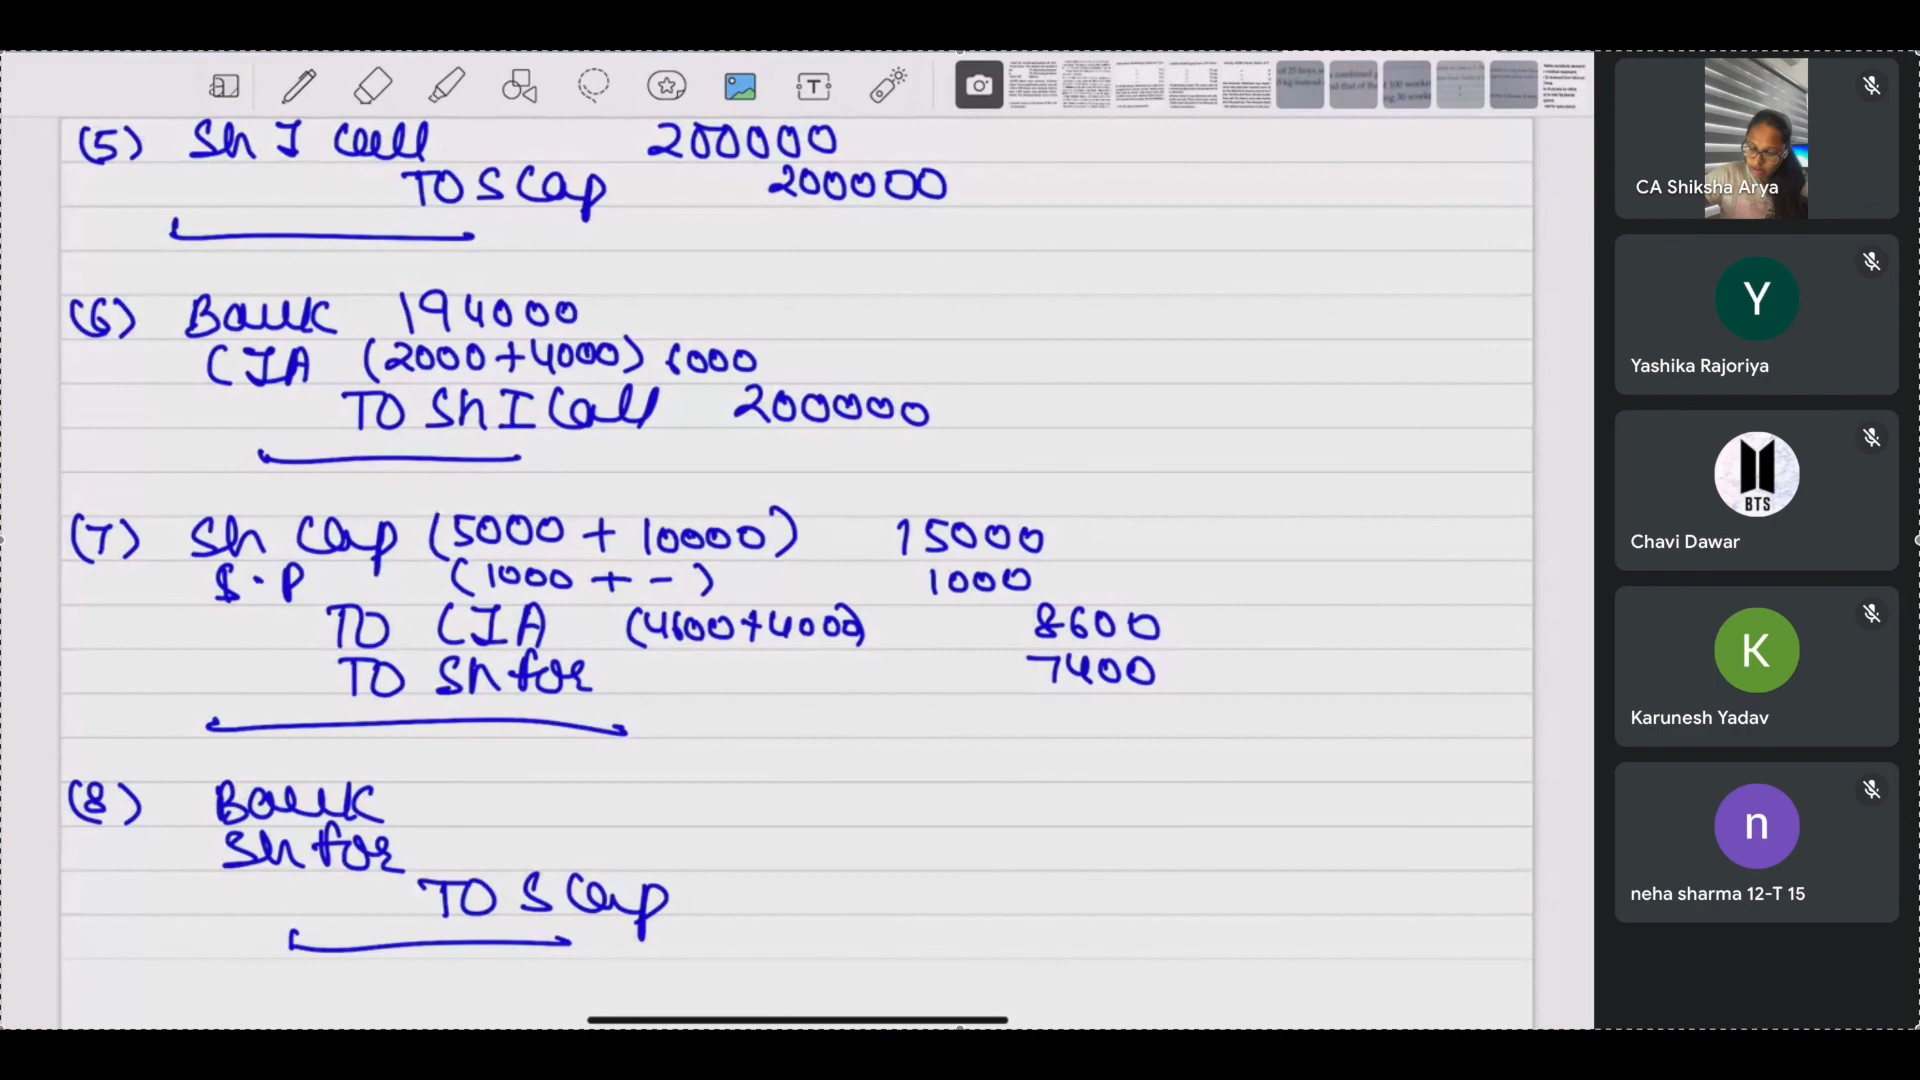 (5) Sh I Call 200000
TO S Cap 200000
(6) Bank 194000
CIA (2000+4000) 6000
TO Sh I Call 200000
(7) Sh Cap (5000 + 10000) 15000
S.P (1000 + -) 1000
TO CIA (4600+4000) 8600
TO Sh for 7400
(8) Bank
Sh for
TO S Cap
CA Shiksha Arya
Y
Yashika Rajoriya
BTS
Chavi Dawar
K
Karunesh Yadav
n
neha sharma 12-T 15